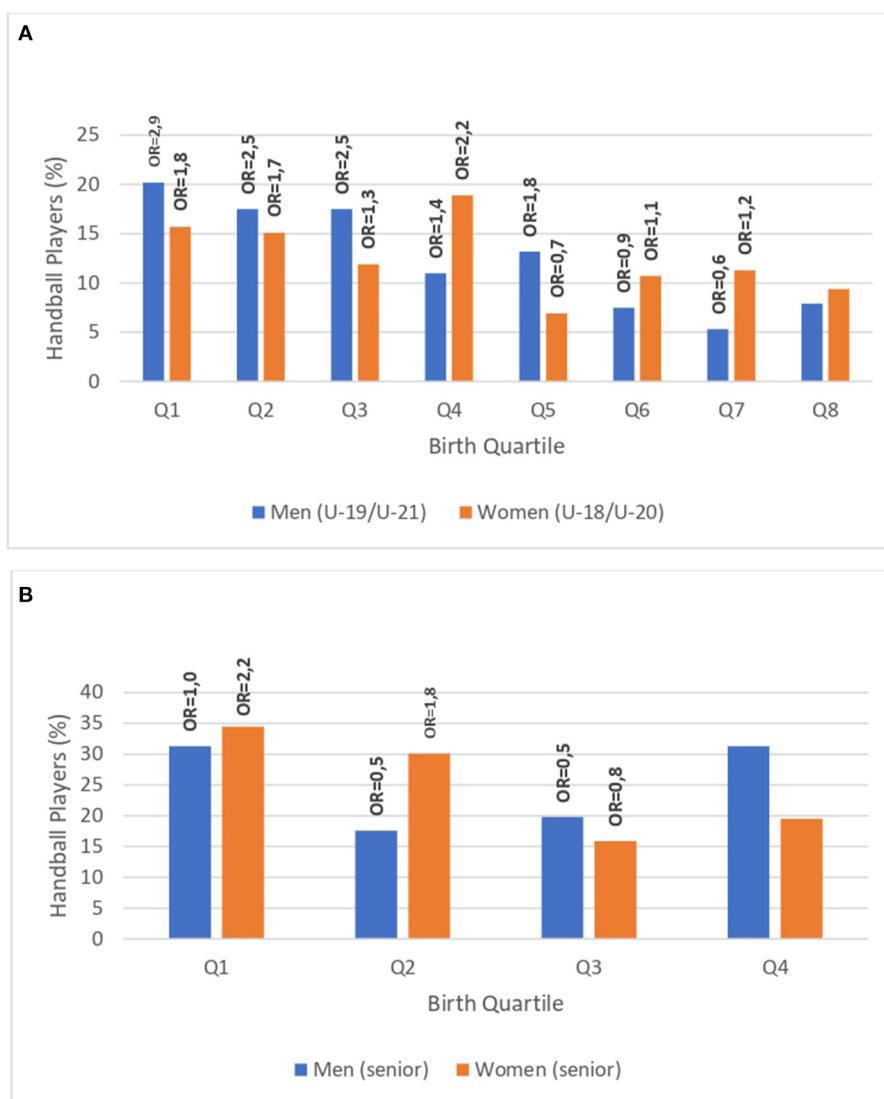 A
OR=2,9
OR=1,8
OR=2,5
OR=1,7
OR=2,5
OR=1,3
OR=1,4
OR=2,2
OR=1,8
OR=0,7
OR=0,9
OR=1,1
OR=0,6
OR=1,2
Handball Players (%)
25
20
15
10
5
0
Q1 Q2 Q3 Q4 Q5 Q6 Q7 Q8
Birth Quartile
Men (U-19/U-21) Women (U-18/U-20)
B
OR=1,0
OR=2,2
OR=0,5
OR=1,8
OR=0,5
OR=0,8
Handball Players (%)
40
35
30
25
20
15
10
5
0
Q1 Q2 Q3 Q4
Birth Quartile
Men (senior) Women (senior)